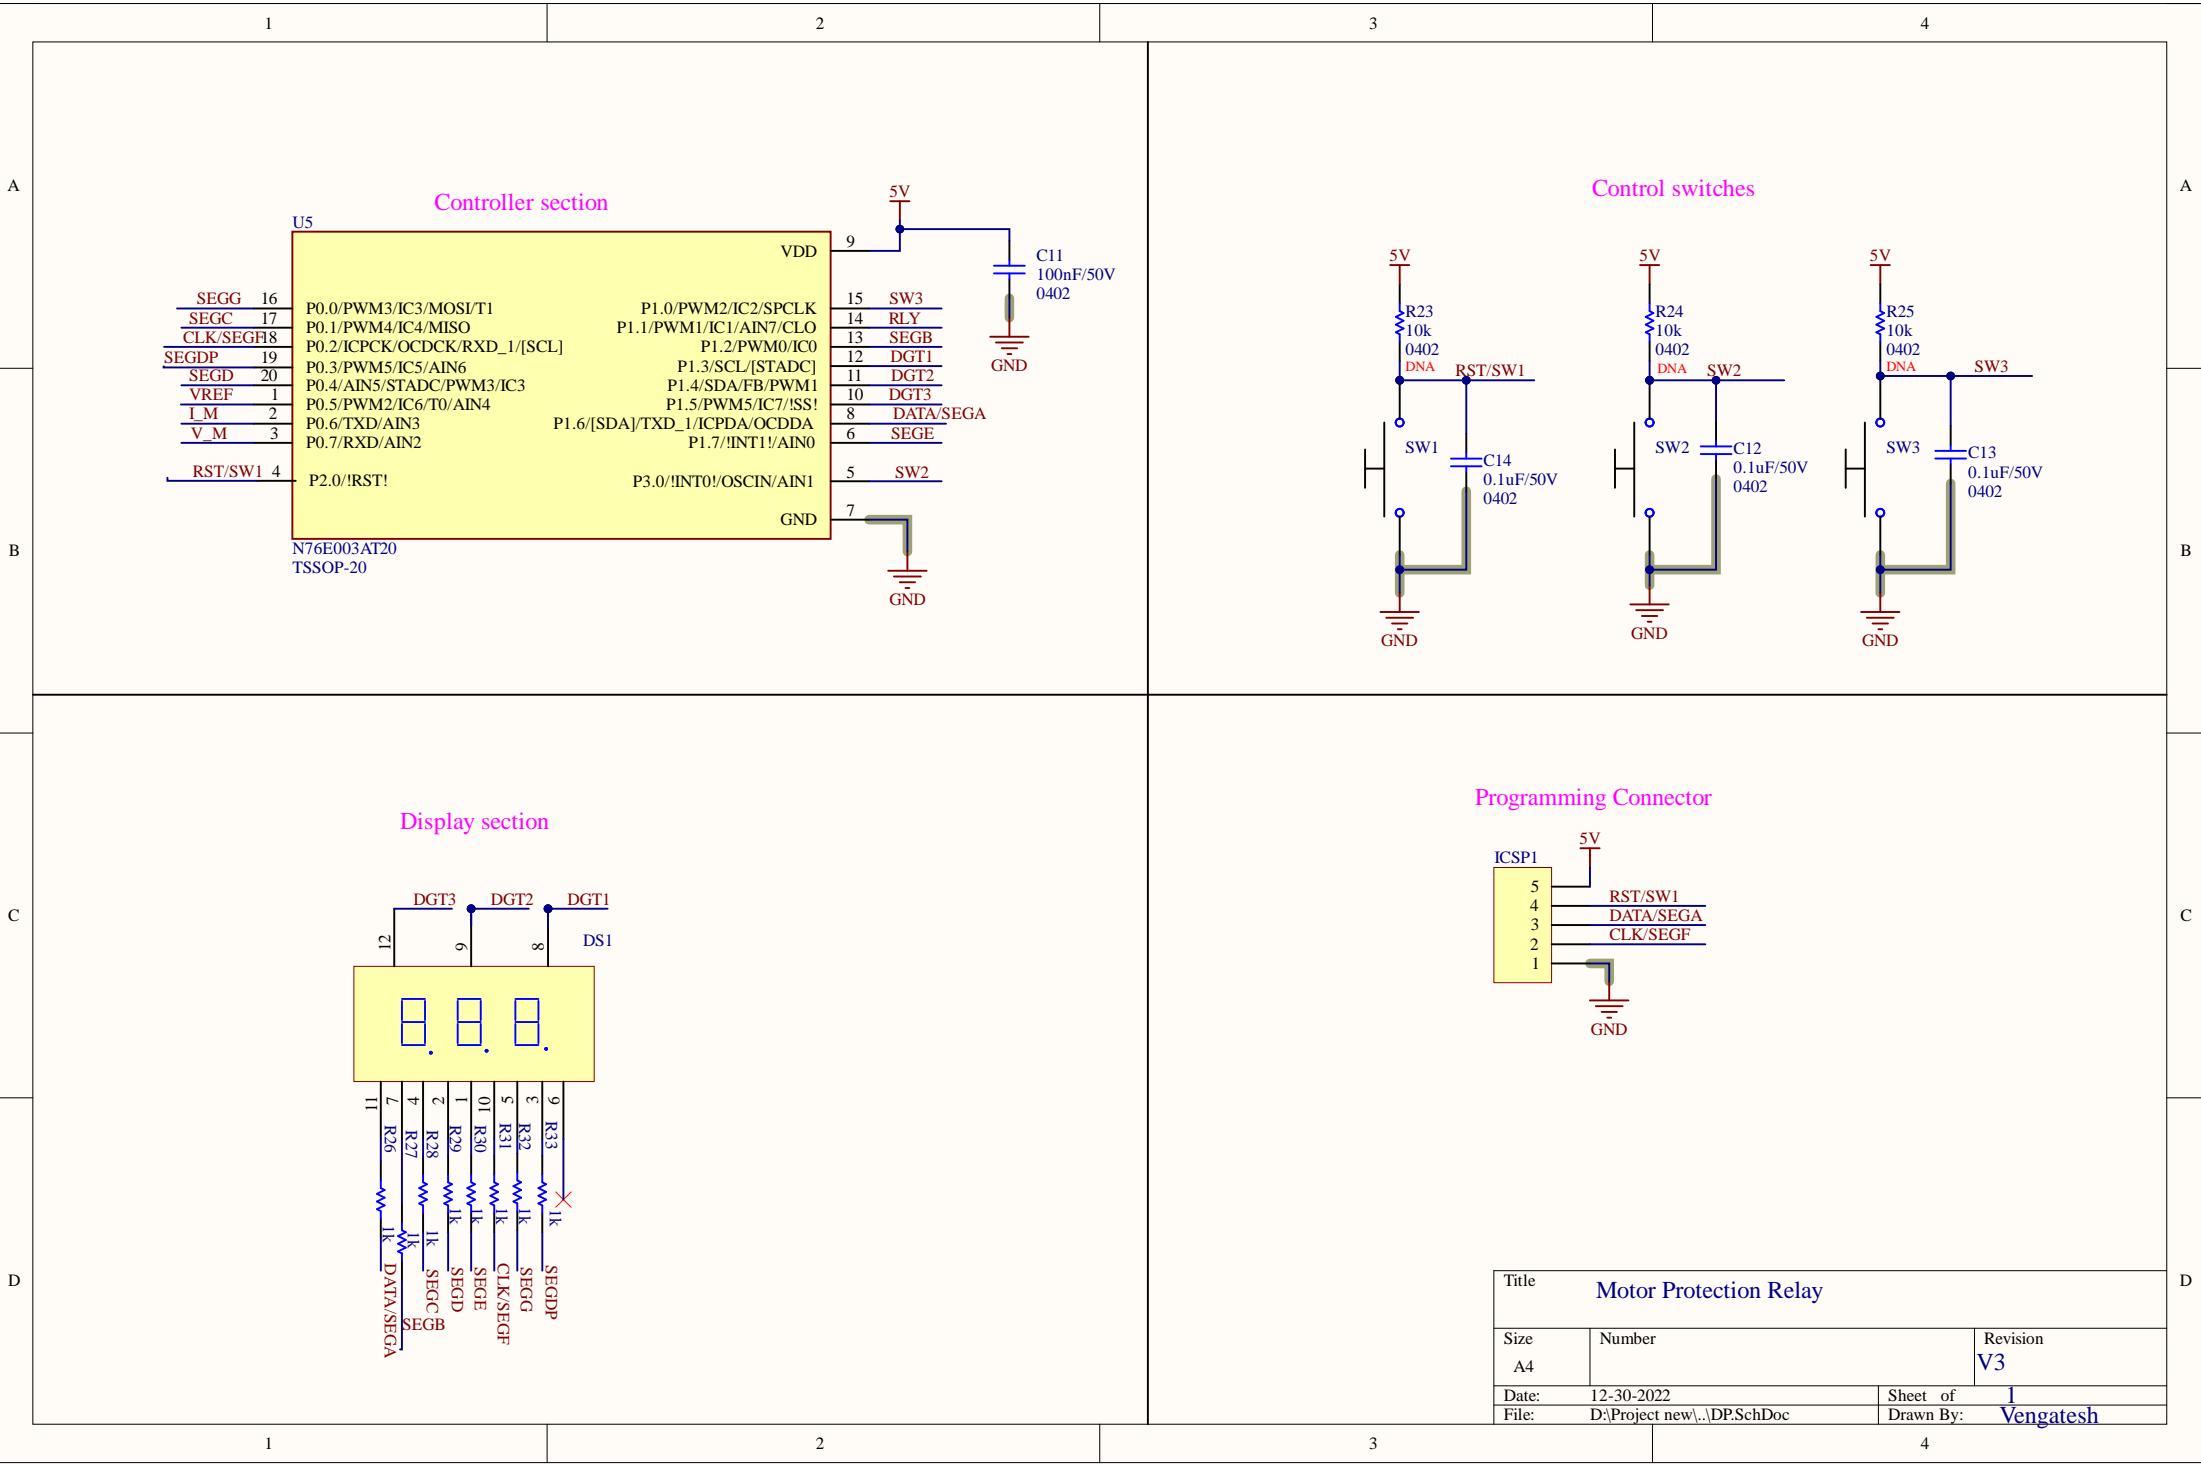 1 2 3 4
A A
B B
C C
D D
1 2 3 4
Controller section
U5
N76E003AT20
TSSOP-20
VDD 9
5V
C11
100nF/50V
0402
GND
SEGG 16 P0.0/PWM3/IC3/MOSI/T1
SEGC 17 P0.1/PWM4/IC4/MISO
CLK/SEGF 18 P0.2/ICPCK/OCDCK/RXD_1/[SCL]
SEGDP 19 P0.3/PWM5/IC5/AIN6
SEGD 20 P0.4/AIN5/STADC/PWM3/IC3
VREF 1 P0.5/PWM2/IC6/T0/AIN4
I_M 2 P0.6/TXD/AIN3
V_M 3 P0.7/RXD/AIN2
RST/SW1 4 P2.0/!RST!
P1.0/PWM2/IC2/SPCLK 15 SW3
P1.1/PWM1/IC1/AIN7/CLO 14 RLY
P1.2/PWM0/IC0 13 SEGB
P1.3/SCL/[STADC] 12 DGT1
P1.4/SDA/FB/PWM1 11 DGT2
P1.5/PWM5/IC7/!SS! 10 DGT3
P1.6/[SDA]/TXD_1/ICPDA/OCDDA 8 DATA/SEGA
P1.7/!INT1!/AIN0 6 SEGE
P3.0/!INT0!/OSCIN/AIN1 5 SW2
GND 7
GND
Control switches
5V
R23
10k
0402
DNA
RST/SW1
SW1
C14
0.1uF/50V
0402
GND
5V
R24
10k
0402
DNA
SW2
SW2
C12
0.1uF/50V
0402
GND
5V
R25
10k
0402
DNA
SW3
SW3
C13
0.1uF/50V
0402
GND
Display section
DGT3 DGT2 DGT1
12 9 8
DS1
11 7 4 2 1 10 5 3 6
R26 R27 R28 R29 R30 R31 R32 R33
1k 1k 1k 1k 1k 1k 1k 1k
DATA/SEGA SEGB SEGC SEGD SEGE CLK/SEGF SEGG SEGDP
Programming Connector
ICSP1
5V
5
4 RST/SW1
3 DATA/SEGA
2 CLK/SEGF
1
GND
Title Motor Protection Relay
Size Number Revision
A4 V3
Date: 12-30-2022 Sheet of 1
File: D:\Project new\..\DP.SchDoc Drawn By: Vengatesh